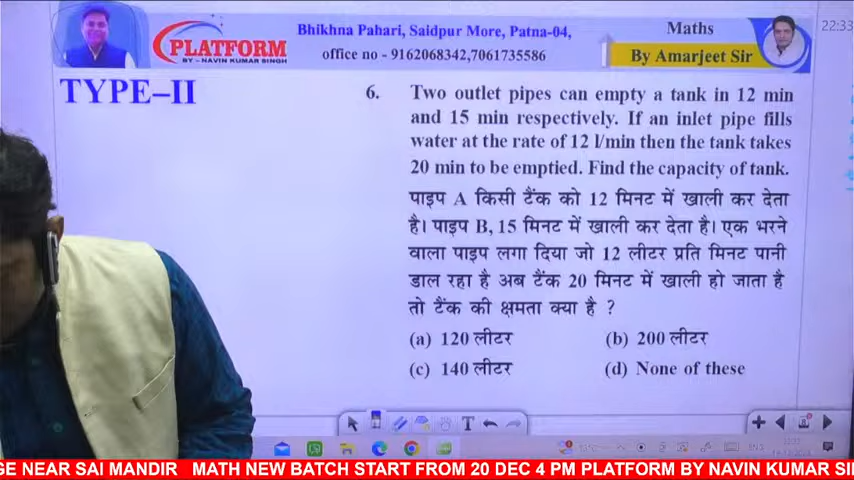 Bhikhna Pahari, Saidpur More, Patna-04,
office no - 9162068342,7061735586
PLATFORM
BY - NAVIN KUMAR SINGH
Maths
By Amarjeet Sir
22:33
TYPE–II
6. Two outlet pipes can empty a tank in 12 min
and 15 min respectively. If an inlet pipe fills
water at the rate of 12 l/min then the tank takes
20 min to be emptied. Find the capacity of tank.
पाइप A किसी टैंक को 12 मिनट में खाली कर देता
है। पाइप B, 15 मिनट में खाली कर देता है। एक भरने
वाला पाइप लगा दिया जो 12 लीटर प्रति मिनट पानी
डाल रहा है अब टैंक 20 मिनट में खाली हो जाता है
तो टैंक की क्षमता क्या है ?
(a) 120 लीटर (b) 200 लीटर
(c) 140 लीटर (d) None of these
GE NEAR SAI MANDIR MATH NEW BATCH START FROM 20 DEC 4 PM PLATFORM BY NAVIN KUMAR SI